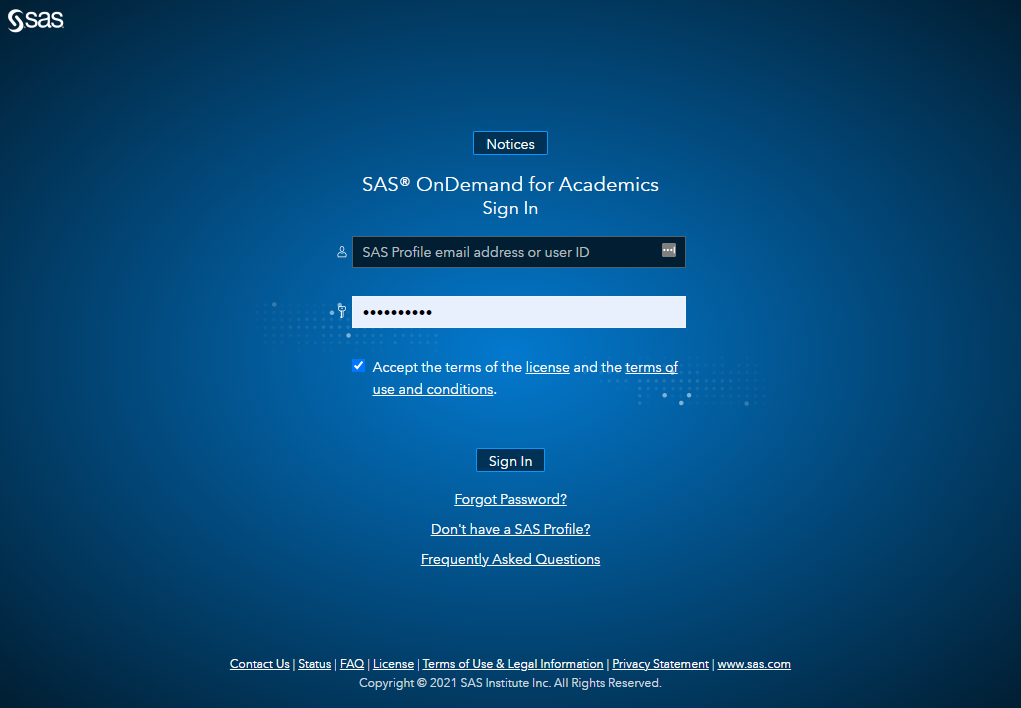 sas
Notices
SAS® OnDemand for Academics
Sign In
SAS Profile email address or user ID
••••••••••
Accept the terms of the license and the terms of
use and conditions.
Sign In
Forgot Password?
Don't have a SAS Profile?
Frequently Asked Questions
Contact Us | Status | FAQ | License | Terms of Use & Legal Information | Privacy Statement | www.sas.com
Copyright © 2021 SAS Institute Inc. All Rights Reserved.